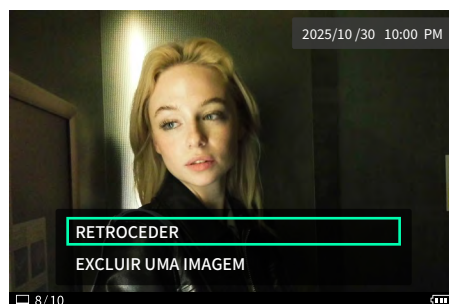 2025/10 /30 10:00 PM
RETROCEDER
EXCLUIR UMA IMAGEM
8/10